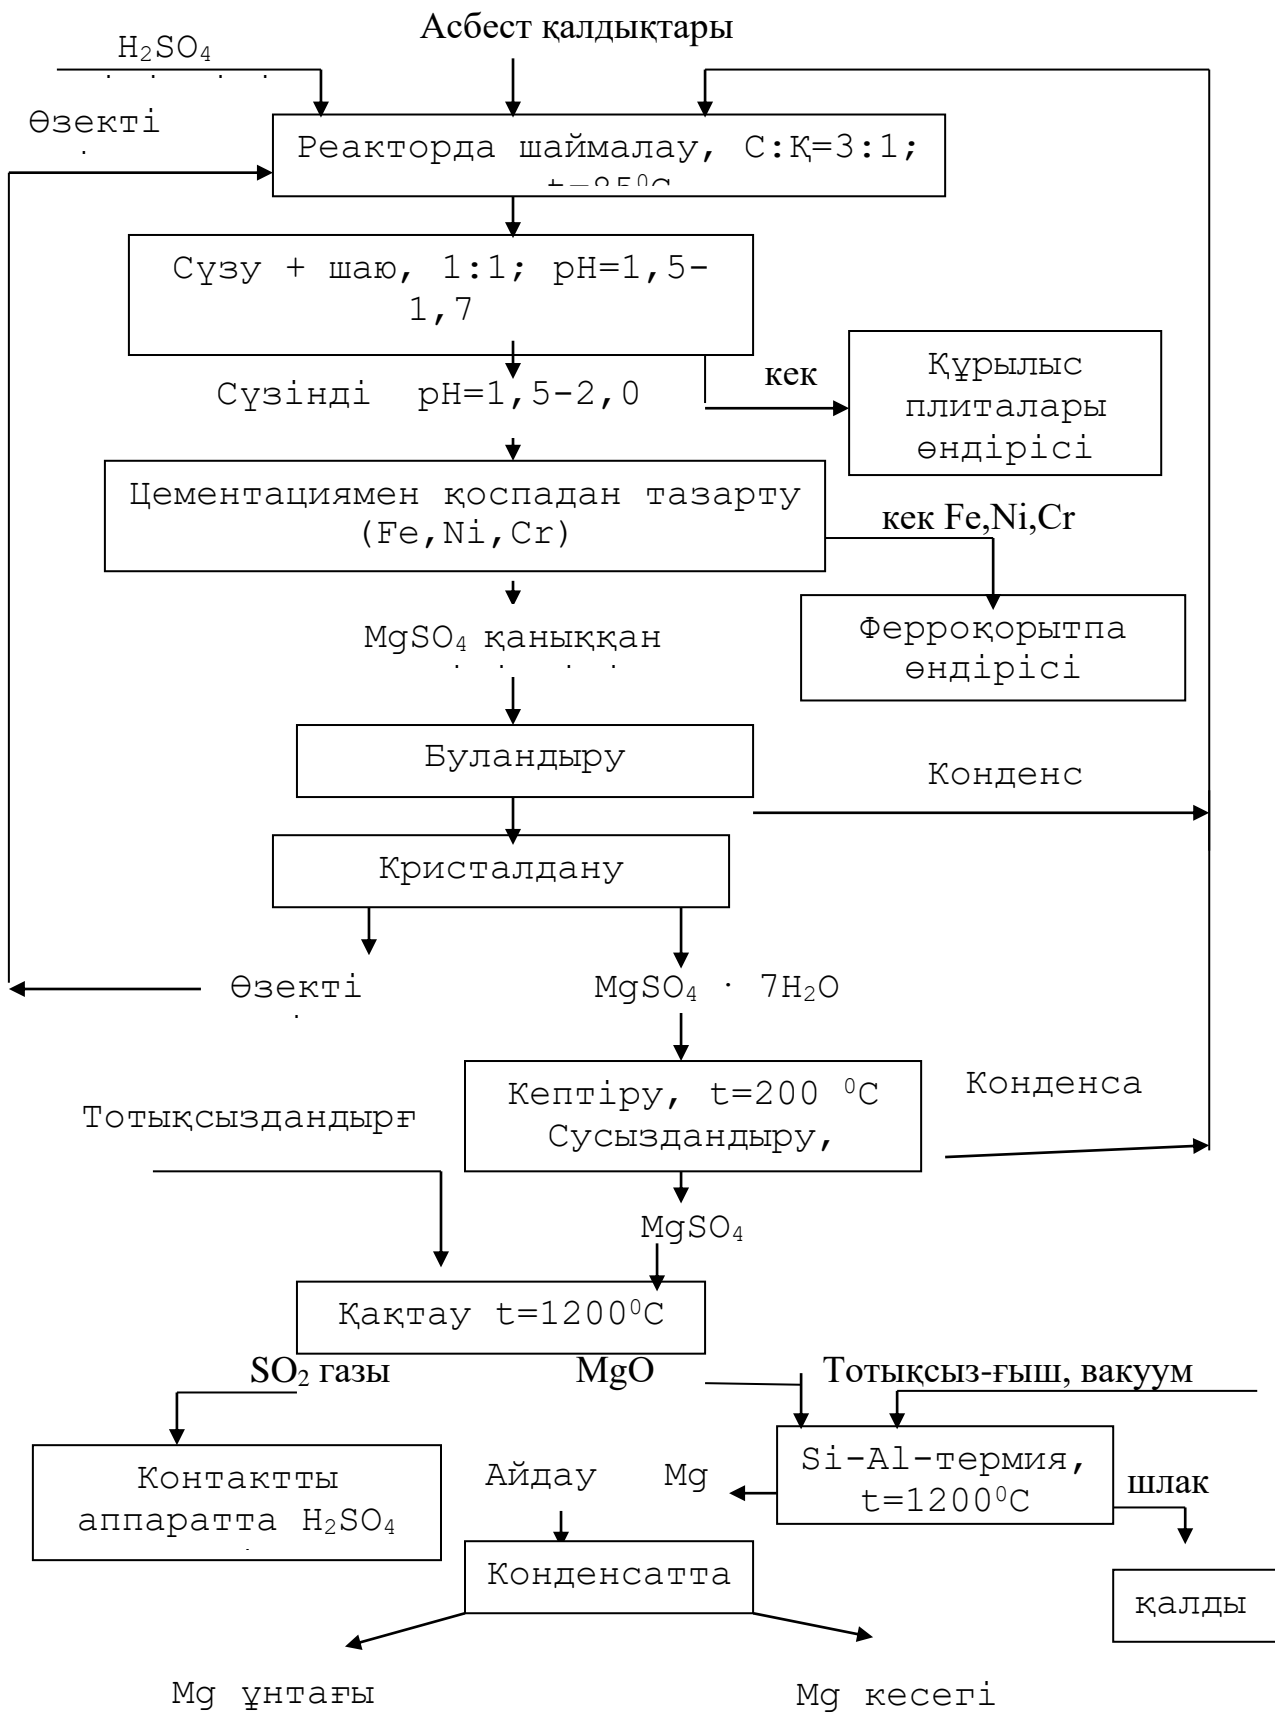 Асбест қалдықтары
H₂SO₄
Өзекті
Реакторда шаймалау, С:Қ=3:1;
t=85⁰C
Сүзу + шаю, 1:1; pH=1,5-
1,7
Сүзінді pH=1,5-2,0
кек
Құрылыс
плиталары
өндірісі
Цементациямен қоспадан тазарту
(Fe,Ni,Cr)
кек Fe,Ni,Cr
Ферроқорытпа
өндірісі
MgSO₄ қаныққан
Буландыру
Конденс
Кристалдану
Өзекті
MgSO₄ · 7H₂O
Кептіру, t=200 ⁰C
Сусыздандыру,
Конденса
Тотықсыздандырғ
MgSO₄
Қақтау t=1200⁰C
SO₂ газы
MgO
Тотықсыз-ғыш, вакуум
Контактты
аппаратта H₂SO₄
Айдау
Mg
Si-Al-термия,
t=1200⁰C
шлак
Конденсатта
қалды
Mg ұнтағы
Mg кесегі